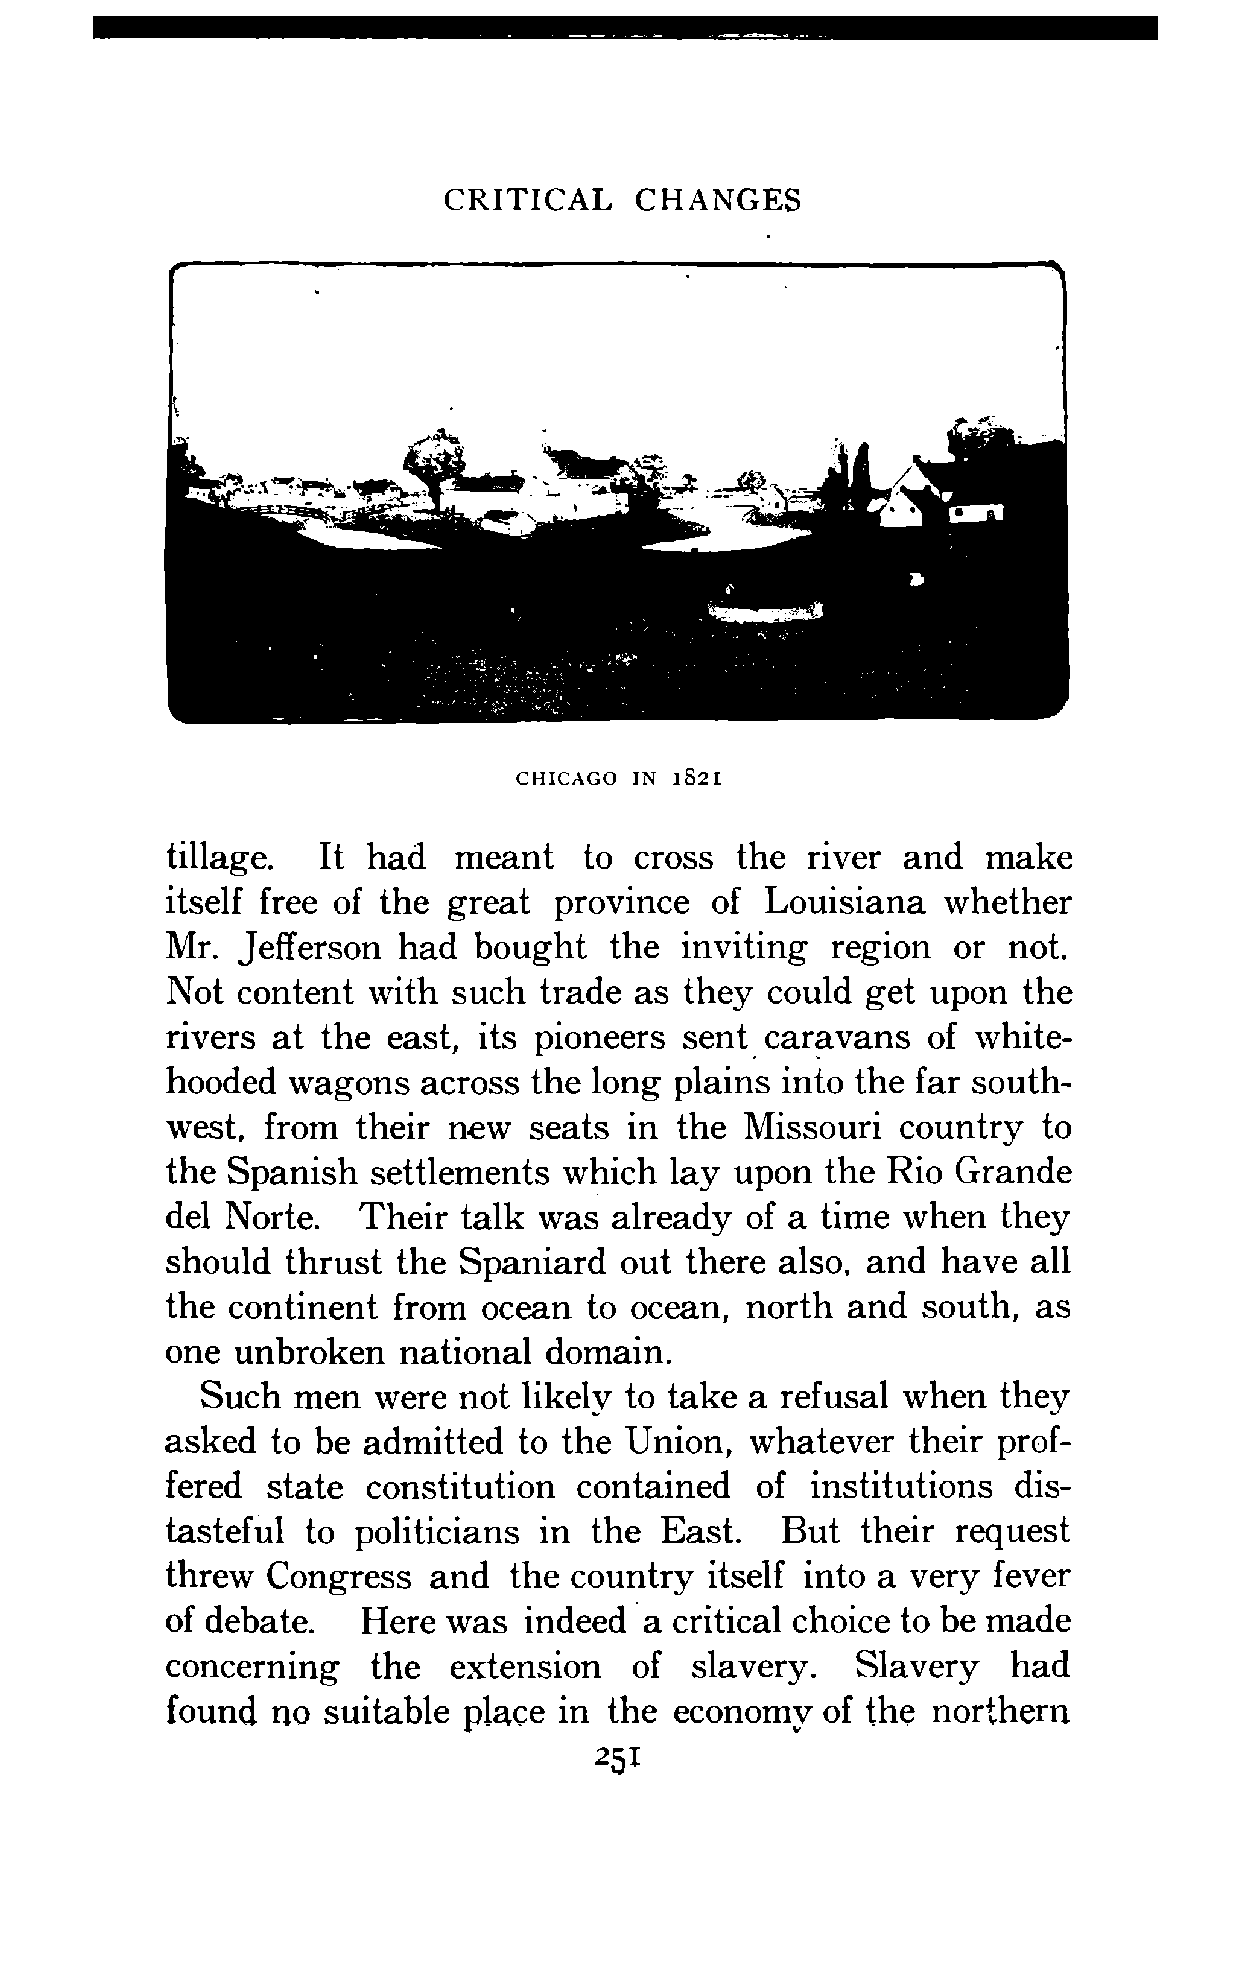 CRITICAL CHANGES
CHICAGO IN 1821
tillage. It had meant to cross the river and make
itself free of the great province of Louisiana whether
Mr. Jefferson had bought the inviting region or not.
Not content with such trade as they could get upon the
rivers at the east, its pioneers sent caravans of white-
hooded wagons across the long plains into the far south-
west, from their new seats in the Missouri country to
the Spanish settlements which lay upon the Rio Grande
del Norte. Their talk was already of a time when they
should thrust the Spaniard out there also, and have all
the continent from ocean to ocean, north and south, as
one unbroken national domain.
Such men were not likely to take a refusal when they
asked to be admitted to the Union, whatever their prof-
fered state constitution contained of institutions dis-
tasteful to politicians in the East. But their request
threw Congress and the country itself into a very fever
of debate. Here was indeed a critical choice to be made
concerning the extension of slavery. Slavery had
found no suitable place in the economy of the northern
251